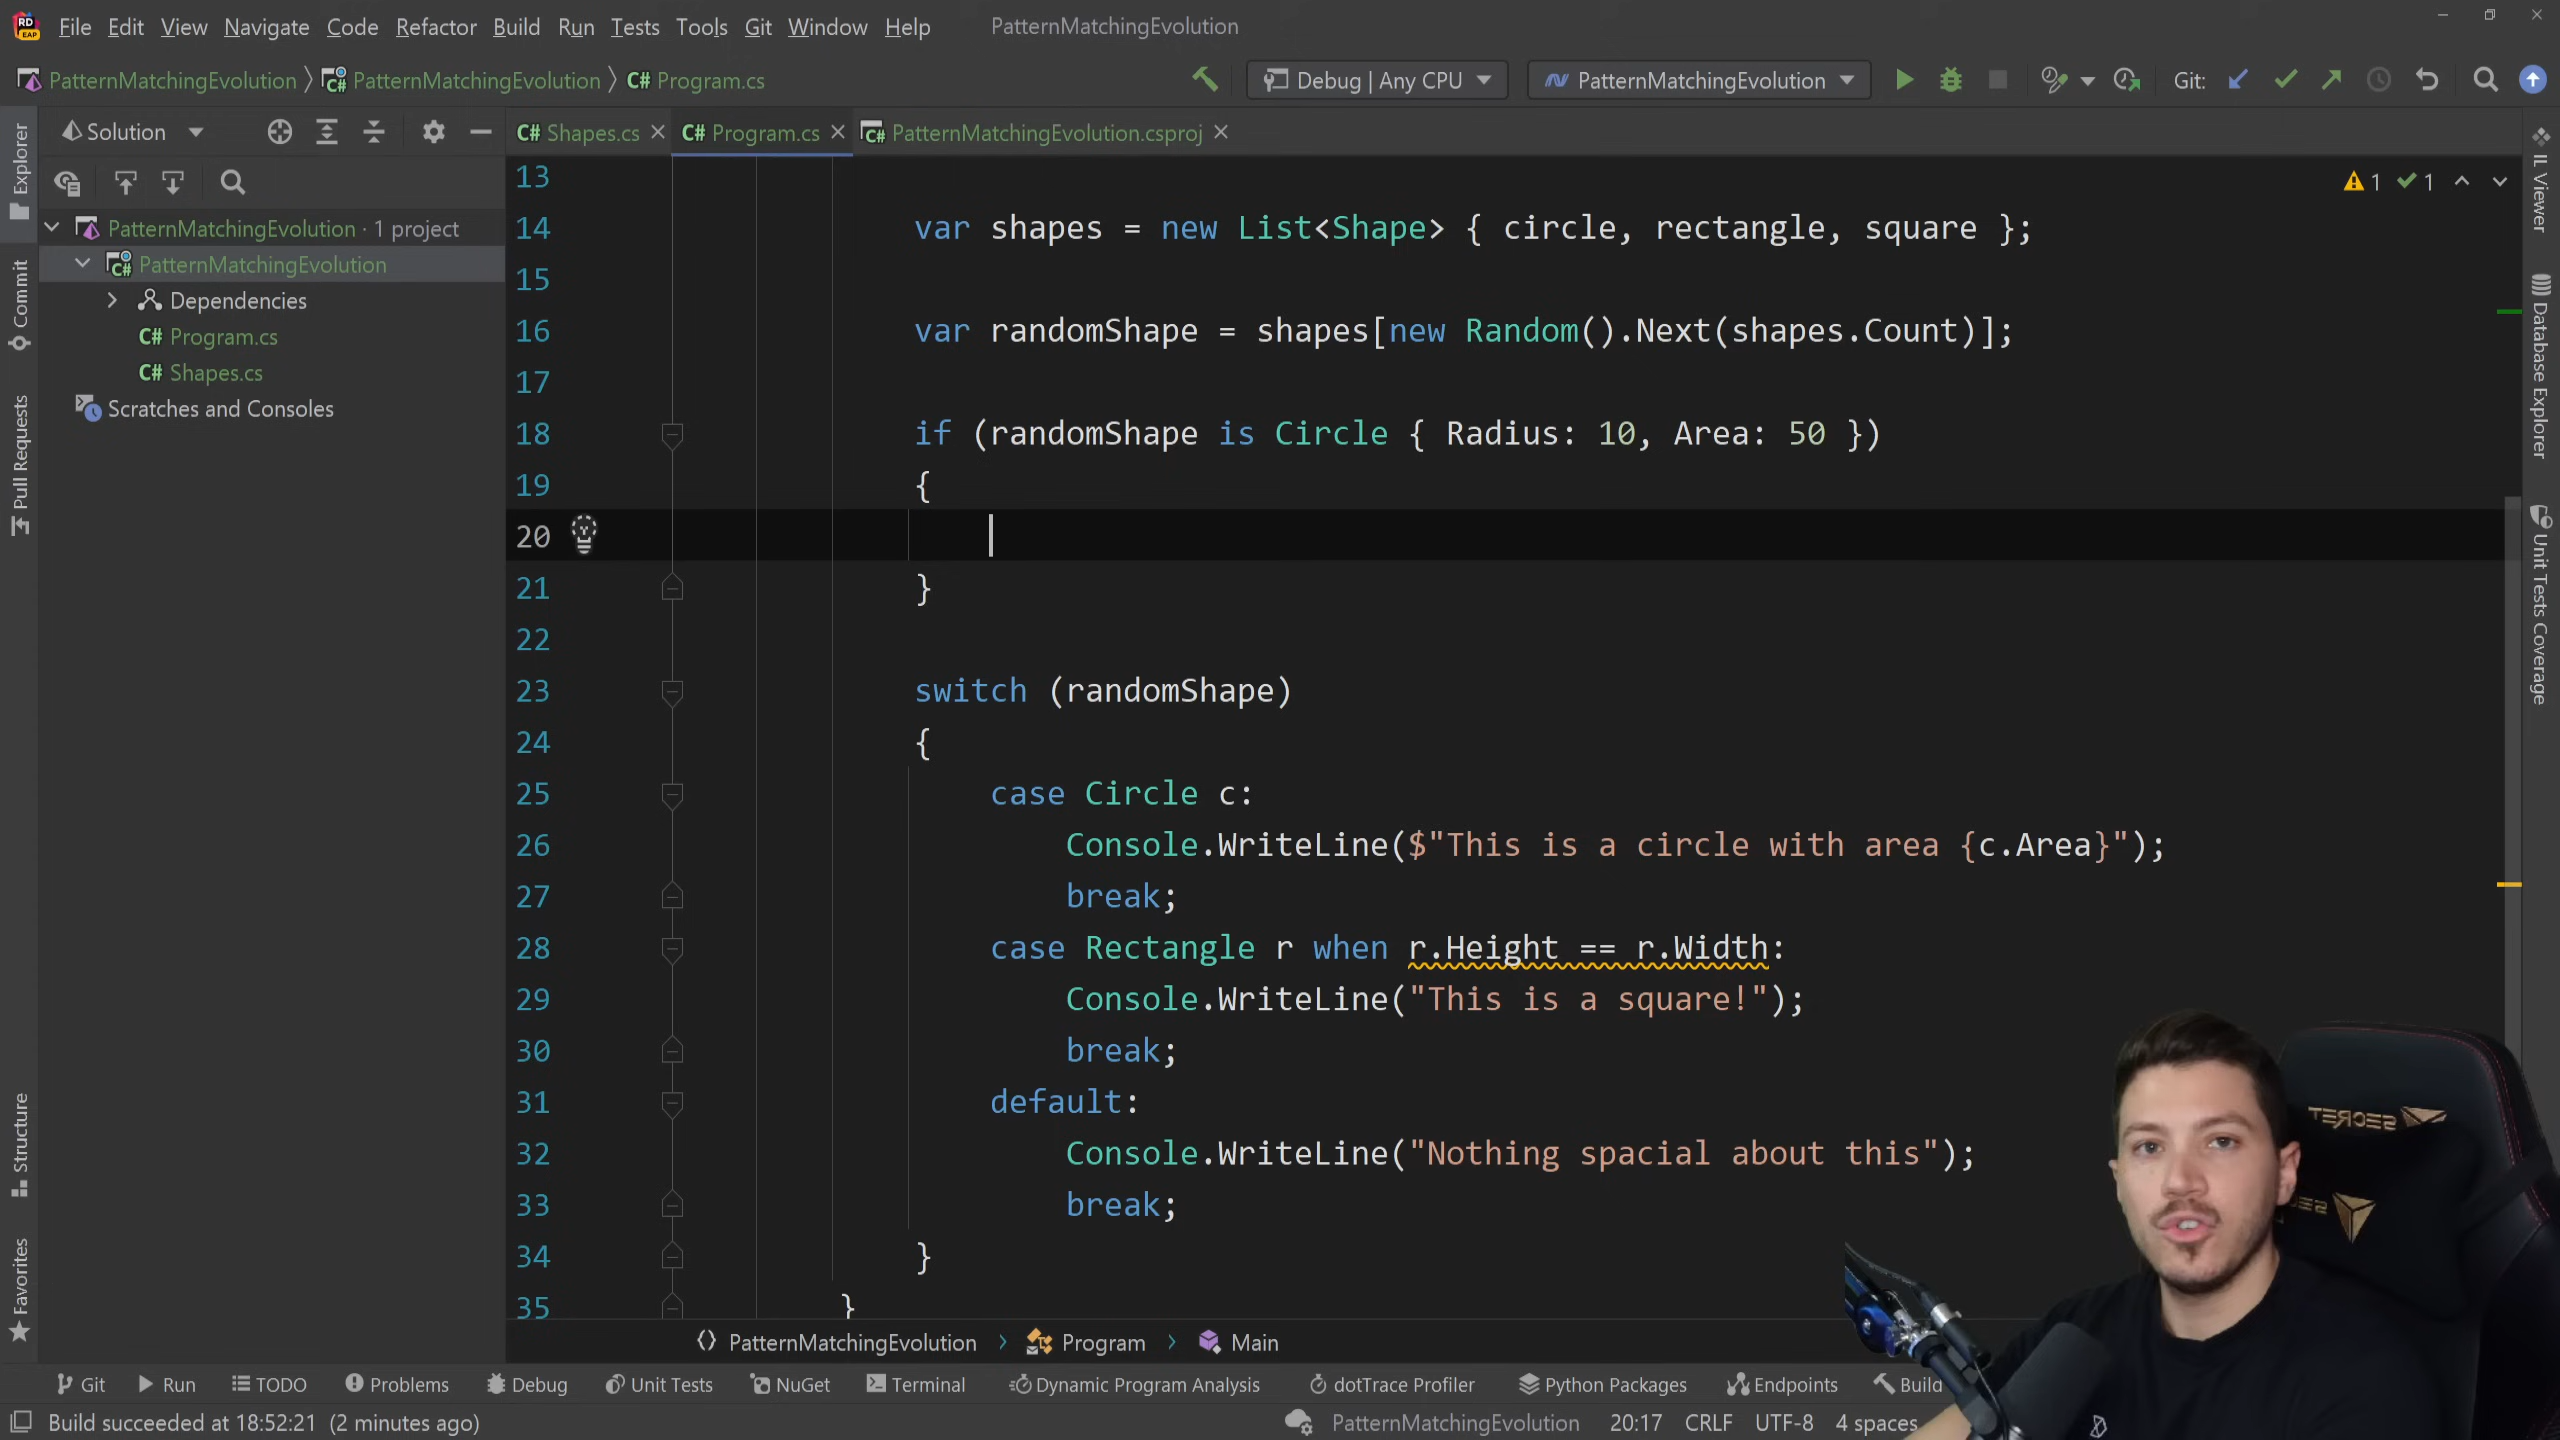 File Edit View Navigate Code Refactor Build Run Tests Tools Git Window Help PatternMatchingEvolution
PatternMatchingEvolution PatternMatchingEvolution C# Program.cs Debug | Any CPU PatternMatchingEvolution Git:
Solution
C# Shapes.cs C# Program.cs PatternMatchingEvolution.csproj
PatternMatchingEvolution · 1 project
PatternMatchingEvolution
Dependencies
C# Program.cs
C# Shapes.cs
Scratches and Consoles
Explorer
Commit
Pull Requests
Structure
Favorites
1 1
13
14 var shapes = new List<Shape> { circle, rectangle, square };
15
16 var randomShape = shapes[new Random().Next(shapes.Count)];
17
18 if (randomShape is Circle { Radius: 10, Area: 50 })
19 {
20
21 }
22
23 switch (randomShape)
24 {
25 case Circle c:
26 Console.WriteLine($"This is a circle with area {c.Area}");
27 break;
28 case Rectangle r when r.Height == r.Width:
29 Console.WriteLine("This is a square!");
30 break;
31 default:
32 Console.WriteLine("Nothing spacial about this");
33 break;
34 }
35 }
IL Viewer
Database Explorer
Unit Tests Coverage
SECRET
PatternMatchingEvolution Program Main
Git Run TODO Problems Debug Unit Tests NuGet Terminal Dynamic Program Analysis dotTrace Profiler Python Packages Endpoints Build
Build succeeded at 18:52:21 (2 minutes ago) PatternMatchingEvolution 20:17 CRLF UTF-8 4 spaces